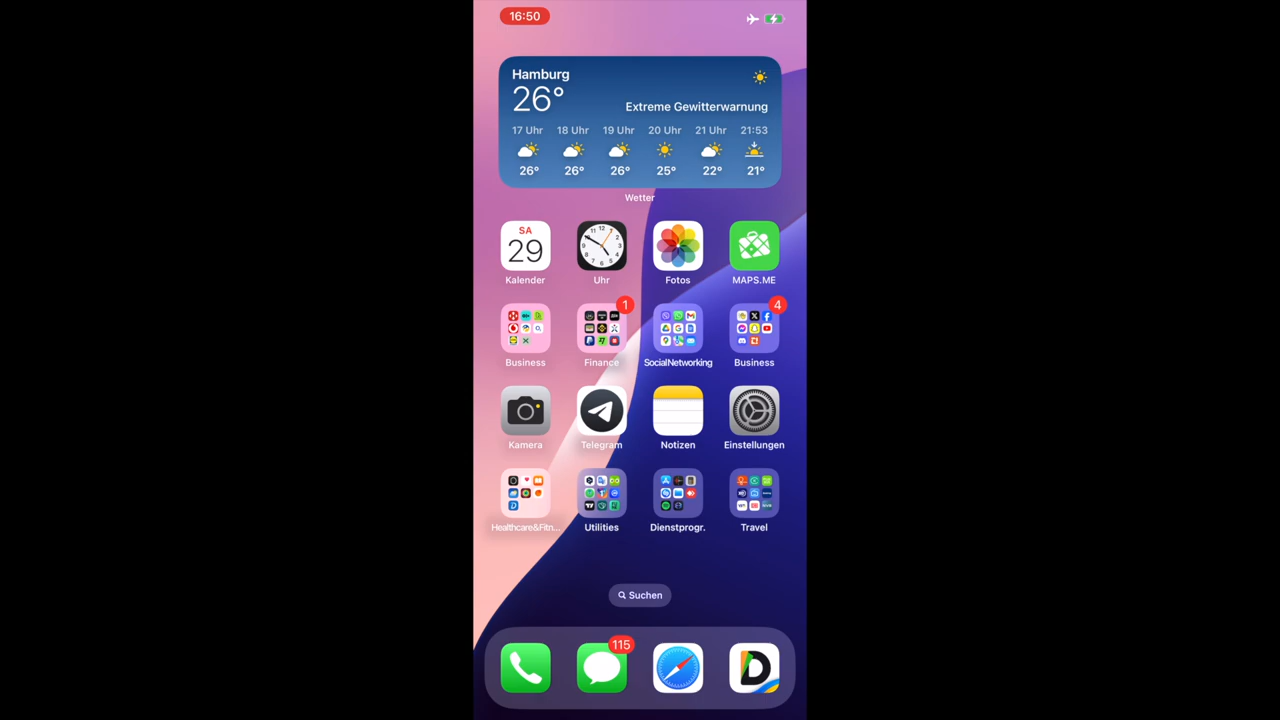 16:50
Hamburg
26°
Extreme Gewitterwarnung
17 Uhr 18 Uhr 19 Uhr 20 Uhr 21 Uhr 21:53
26° 26° 26° 25° 22° 21°
Wetter
SA
29
Kalender Uhr Fotos MAPS.ME
1 4
Business Finance SocialNetworking Business
Kamera Telegram Notizen Einstellungen
Healthcare&Fitn... Utilities Dienstprogr. Travel
Suchen
115